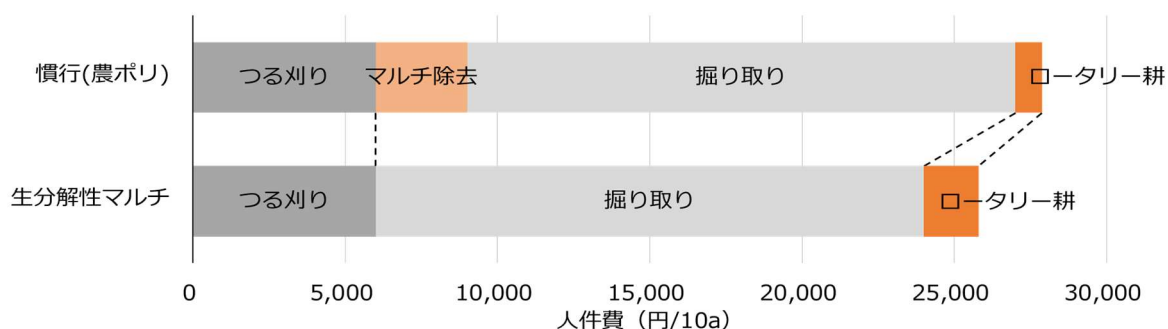 慣行(農ポリ)
つる刈り
マルチ除去
掘り取り
ロータリー耕
生分解性マルチ
つる刈り
掘り取り
ロータリー耕
0 5,000 10,000 15,000 20,000 25,000 30,000
人件費（円/10a）